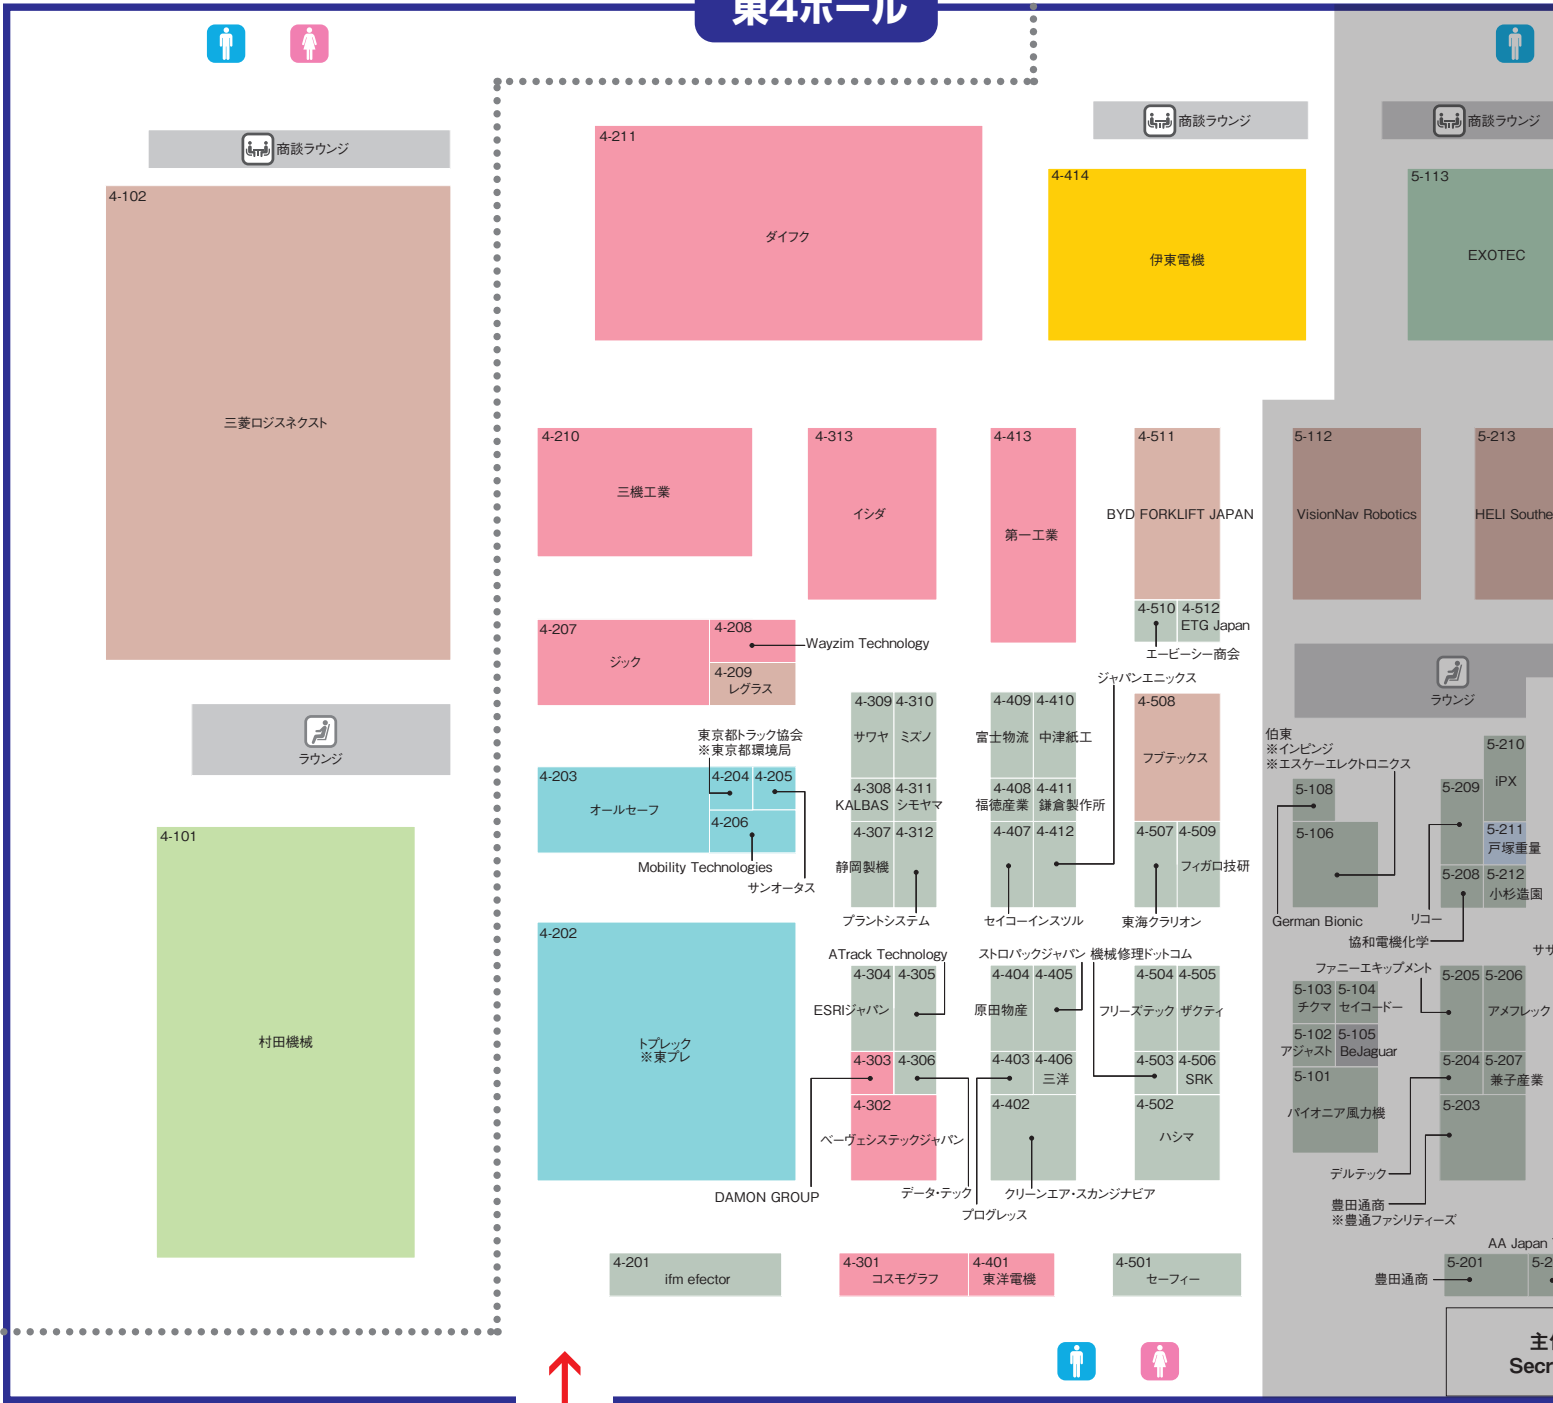 東4ホール
商談ラウンジ
商談ラウンジ
商談ラウンジ
4-102
三菱ロジスネクスト
4-211
ダイフク
4-414
伊東電機
5-113
EXOTEC
4-210
三機工業
4-313
イシダ
4-413
第一工業
4-511
BYD FORKLIFT JAPAN
5-112
VisionNav Robotics
5-213
HELI Southe
4-510
4-512
ETG Japan
エービーシー商会
4-207
ジック
4-208
Wayzim Technology
4-209
レグラス
ジャパンエニックス
ラウンジ
ラウンジ
4-309
サワヤ
4-310
ミズノ
4-409
富士物流
4-410
中津紙工
4-508
フブテックス
東京都トラック協会
※東京都環境局
伯東
※インピンジ
※エスケーエレクトロニクス
4-203
オールセーフ
4-204
4-205
4-206
Mobility Technologies
サンオータス
4-308
KALBAS
4-311
シモヤマ
4-408
福徳産業
4-411
鎌倉製作所
5-108
5-106
5-209
5-210
iPX
5-211
戸塚重量
4-101
村田機械
4-307
静岡製機
4-312
プラントシステム
4-407
セイコーインスツル
4-412
4-507
東海クラリオン
4-509
フィガロ技研
5-208
5-212
小杉造園
German Bionic
リコー
協和電機化学
ササ
4-202
トプレック
※東プレ
ATrack Technology
ストロパックジャパン
機械修理ドットコム
ファニーエキップメント
4-304
ESRIジャパン
4-305
4-404
原田物産
4-405
4-504
フリーズテック
4-505
ザクティ
5-103
チクマ
5-104
セイコードー
5-205
5-206
アメフレック
4-303
4-306
4-403
4-406
三洋
4-503
4-506
SRK
5-102
アジャスト
5-105
BeJaguar
5-204
5-207
兼子産業
4-302
ベーヴェシステックジャパン
4-402
4-502
ハシマ
5-101
パイオニア風力機
5-203
DAMON GROUP
データ・テック
クリーンエア・スカンジナビア
プログレッス
デルテック
豊田通商
※豊通ファシリティーズ
AA Japan
4-201
ifm efector
4-301
コスモグラフ
4-401
東洋電機
4-501
セーフィー
豊田通商
5-201
5-2
主
Secr